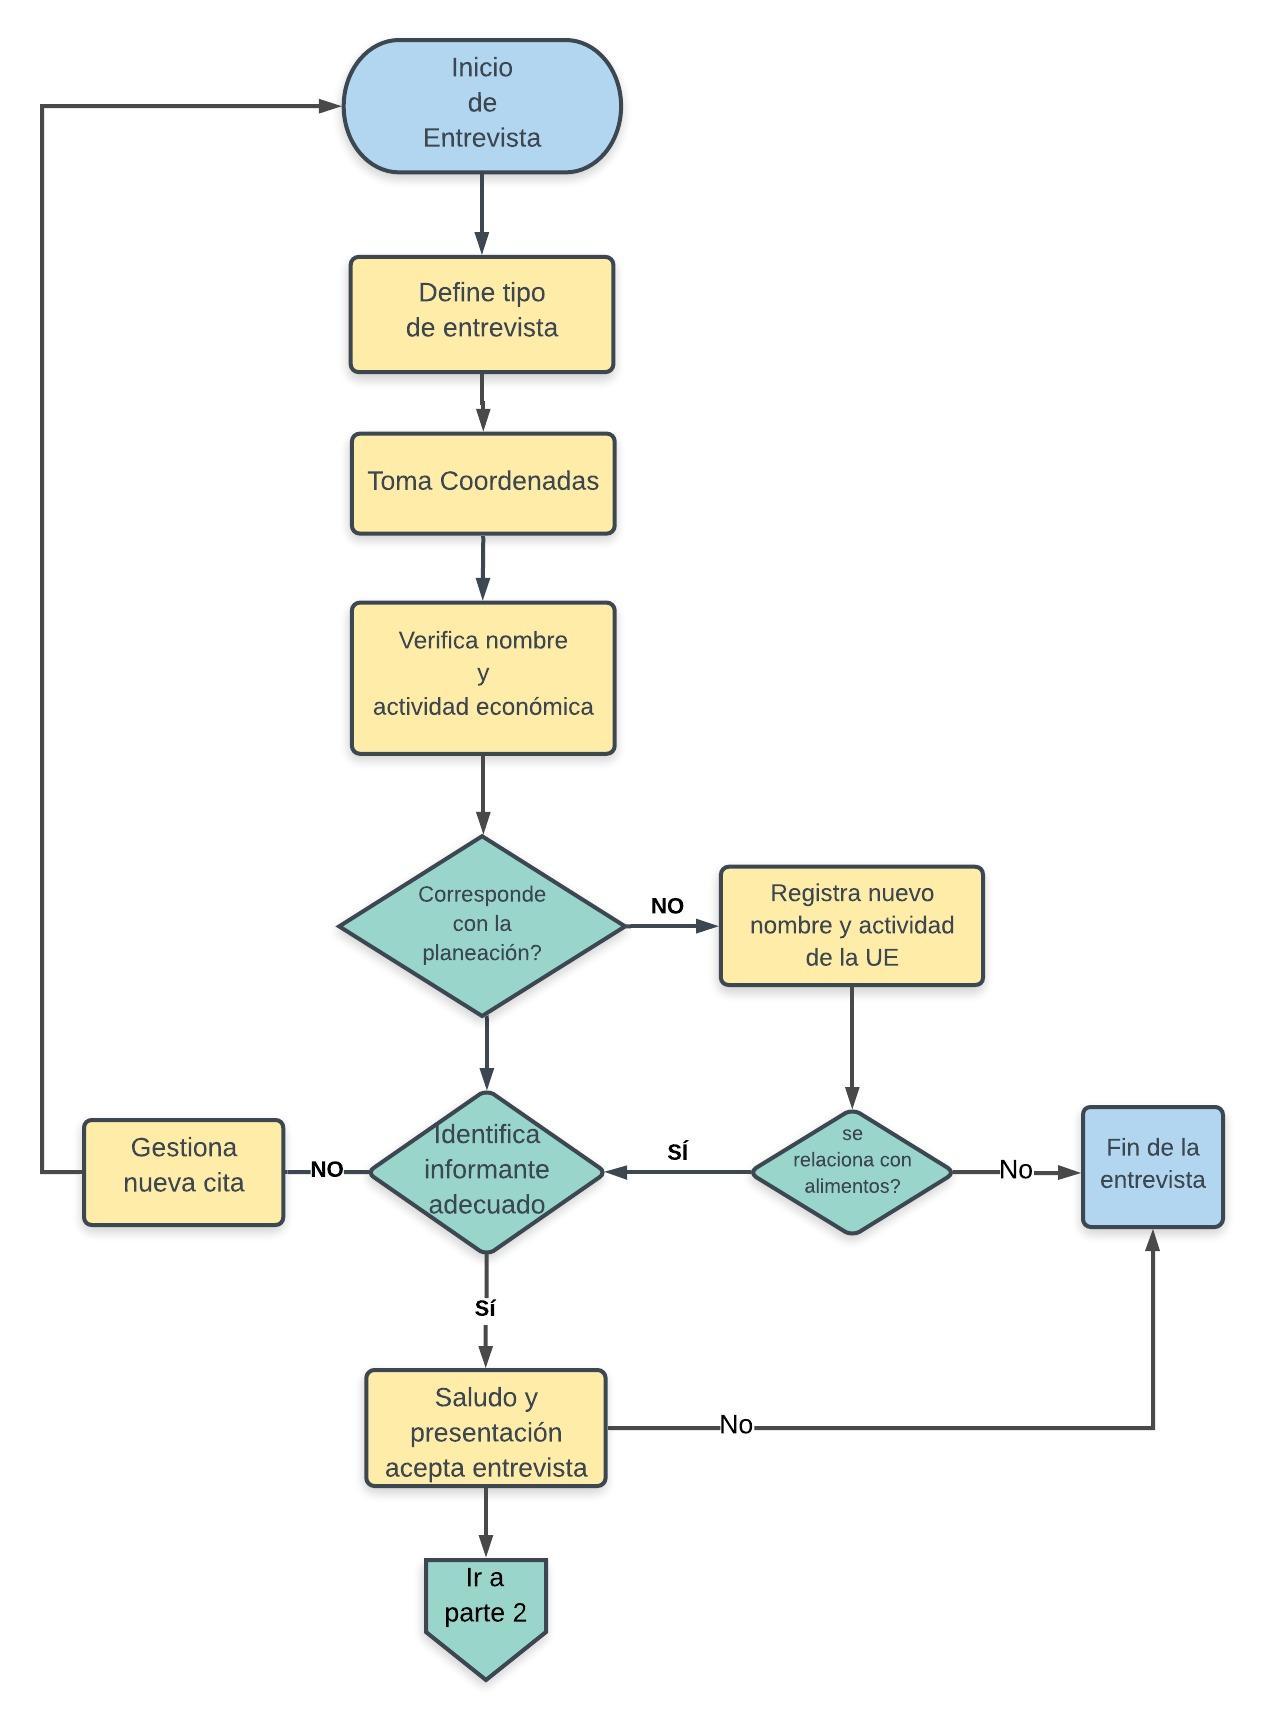 Inicio
de
Entrevista
Define tipo
de entrevista
Toma Coordenadas
Verifica nombre
y
actividad económica
Corresponde
con la
planeación?
NO
Registra nuevo
nombre y actividad
de la UE
Gestiona
nueva cita
NO
Identifica
informante
adecuado
SÍ
se
relaciona con
alimentos?
No
Fin de la
entrevista
Sí
Saludo y
presentación
acepta entrevista
No
Ir a
parte 2